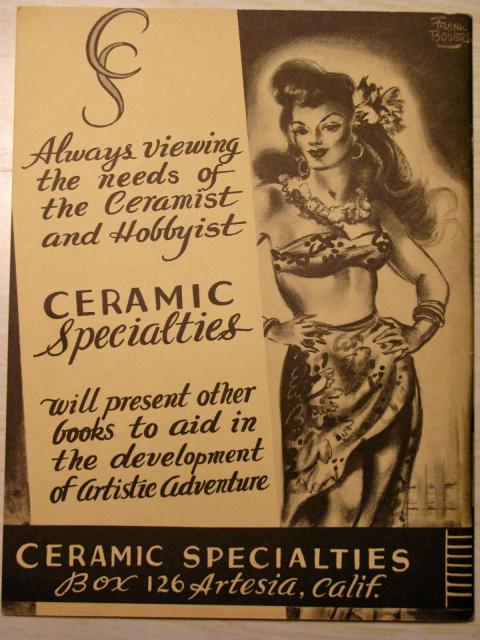 CS
FRANK
BOWERS
Always viewing
the needs of
the Ceramist
and Hobbyist
CERAMIC
Specialties
will present other
books to aid in
the development
of Artistic Adventure
CERAMIC SPECIALTIES
Box 126 Artesia, Calif.